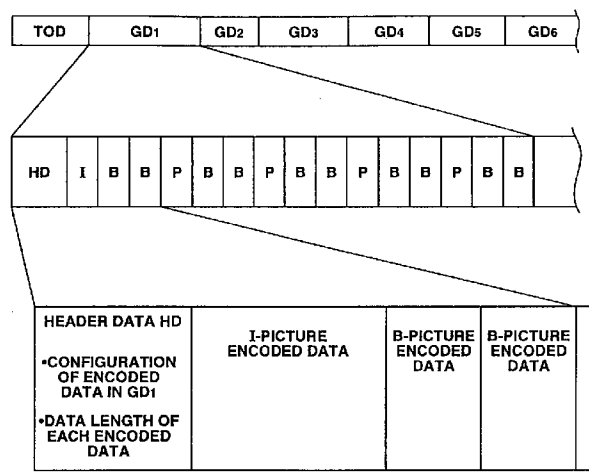 TOD GD1 GD2 GD3 GD4 GD5 GD6
HD I B B P B B P B B P B B P B B
HEADER DATA HD
•CONFIGURATION
OF ENCODED
DATA IN GD1
•DATA LENGTH OF
EACH ENCODED
DATA
I-PICTURE
ENCODED DATA
B-PICTURE
ENCODED
DATA
B-PICTURE
ENCODED
DATA